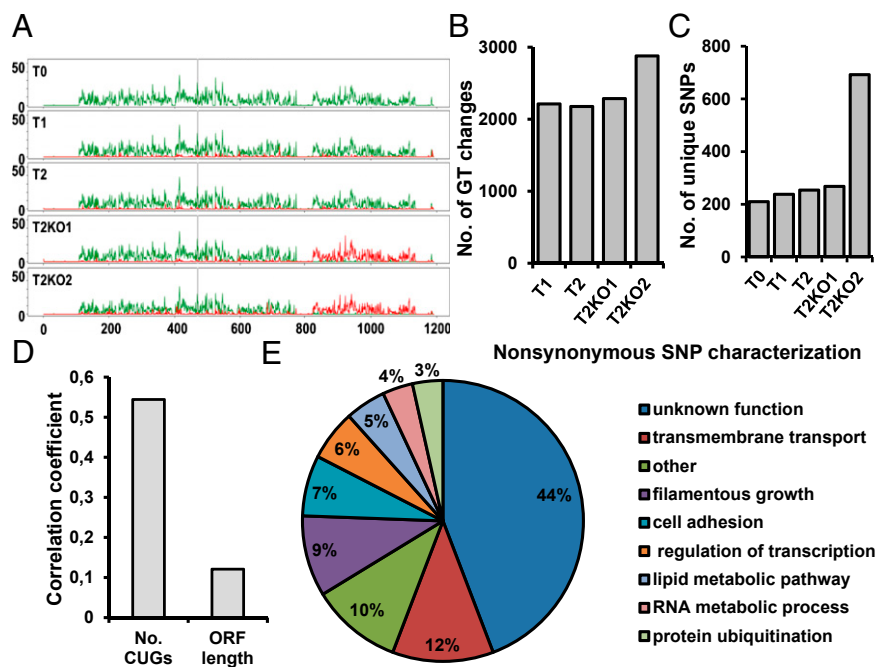 A
50
0
T0
50
0
T1
50
0
T2
50
0
T2KO1
50
0
T2KO2
0 200 400 600 800 1000 1200
B
No. of GT changes
3000
2000
1000
0
T1 T2 T2KO1 T2KO2
C
No. of unique SNPs
800
600
400
200
0
T0 T1 T2 T2KO1 T2KO2
D
Correlation coefficient
0,6
0,5
0,4
0,3
0,2
0,1
0
No. CUGs
ORF length
E
Nonsynonymous SNP characterization
44%
12%
10%
9%
7%
6%
5%
4%
3%
unknown function
transmembrane transport
other
filamentous growth
cell adhesion
regulation of transcription
lipid metabolic pathway
RNA metabolic process
protein ubiquitination